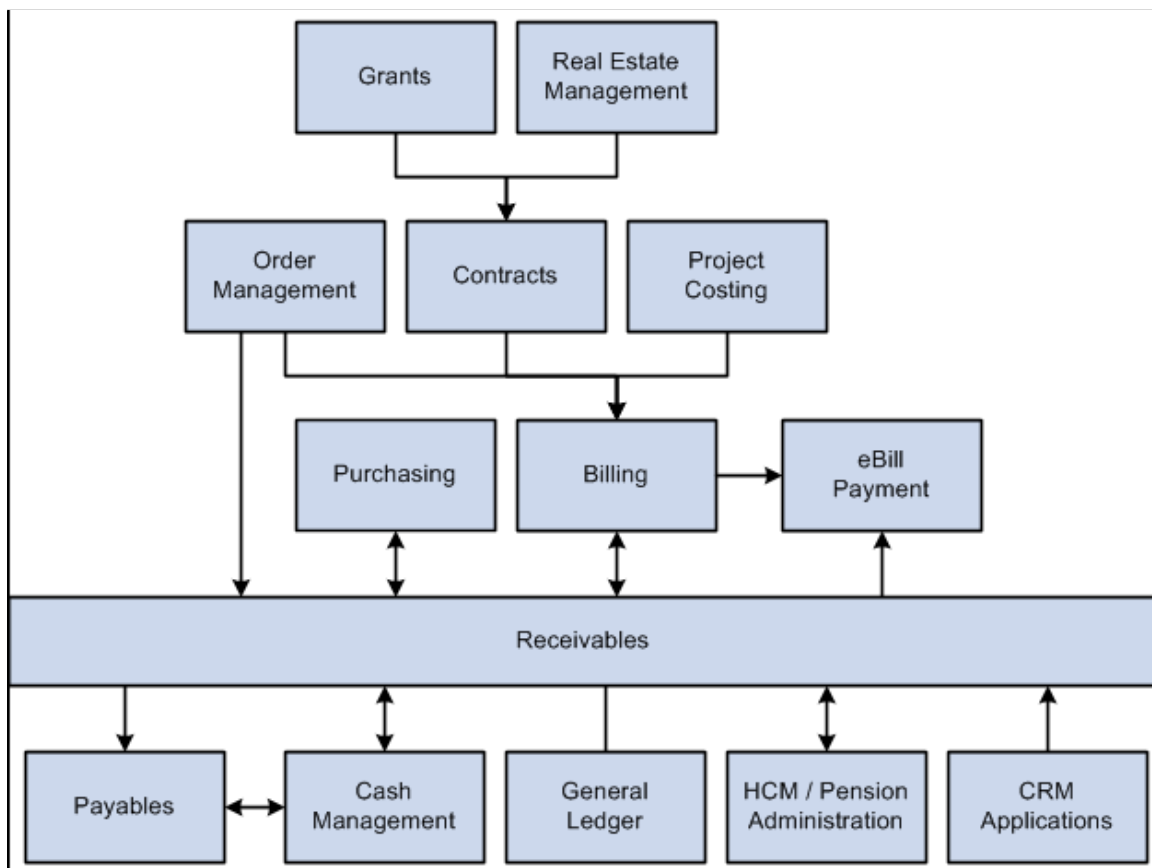 Grants
Real Estate
Management
Order
Management
Contracts
Project
Costing
Purchasing
Billing
eBill
Payment
Receivables
Payables
Cash
Management
General
Ledger
HCM / Pension
Administration
CRM
Applications